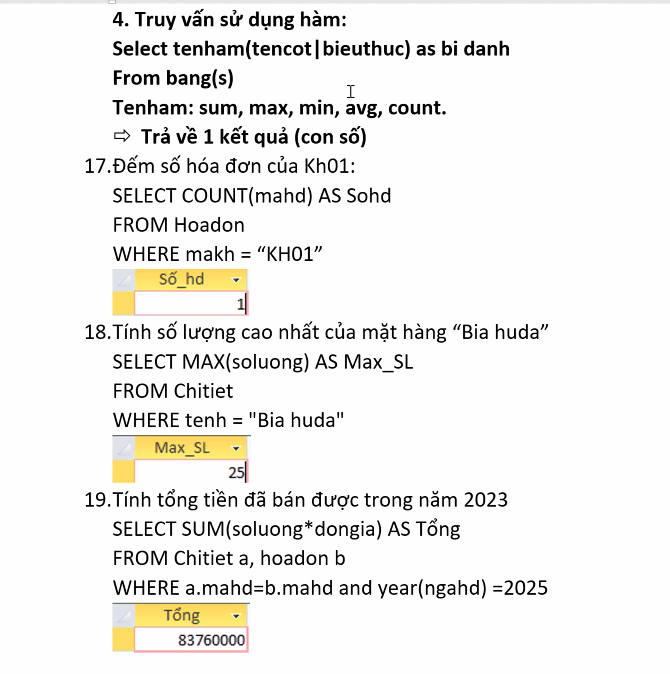 4. Truy vấn sử dụng hàm:
Select tenham(tencot|bieuthuc) as bi danh
From bang(s)
Tenham: sum, max, min, avg, count.
⇨ Trả về 1 kết quả (con số)
17.Đếm số hóa đơn của Kh01:
SELECT COUNT(mahd) AS Sohd
FROM Hoadon
WHERE makh = “KH01”
Số_hd
1
18.Tính số lượng cao nhất của mặt hàng “Bia huda”
SELECT MAX(soluong) AS Max_SL
FROM Chitiet
WHERE tenh = "Bia huda"
Max_SL
25
19.Tính tổng tiền đã bán được trong năm 2023
SELECT SUM(soluong*dongia) AS Tổng
FROM Chitiet a, hoadon b
WHERE a.mahd=b.mahd and year(ngahd) =2025
Tổng
83760000